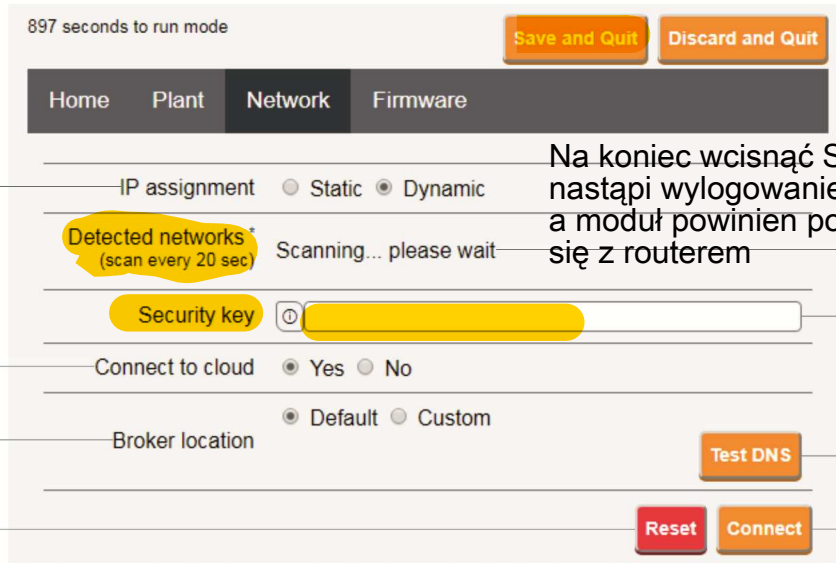 897 seconds to run mode
Save and Quit
Discard and Quit
Home Plant Network Firmware
Na koniec wcisnąć S
IP assignment Static Dynamic
nastąpi wylogowanie
a moduł powinien po
się z routerem
Detected networks*
(scan every 20 sec)
Scanning... please wait
Security key
Connect to cloud Yes No
Broker location Default Custom
Test DNS
Reset Connect